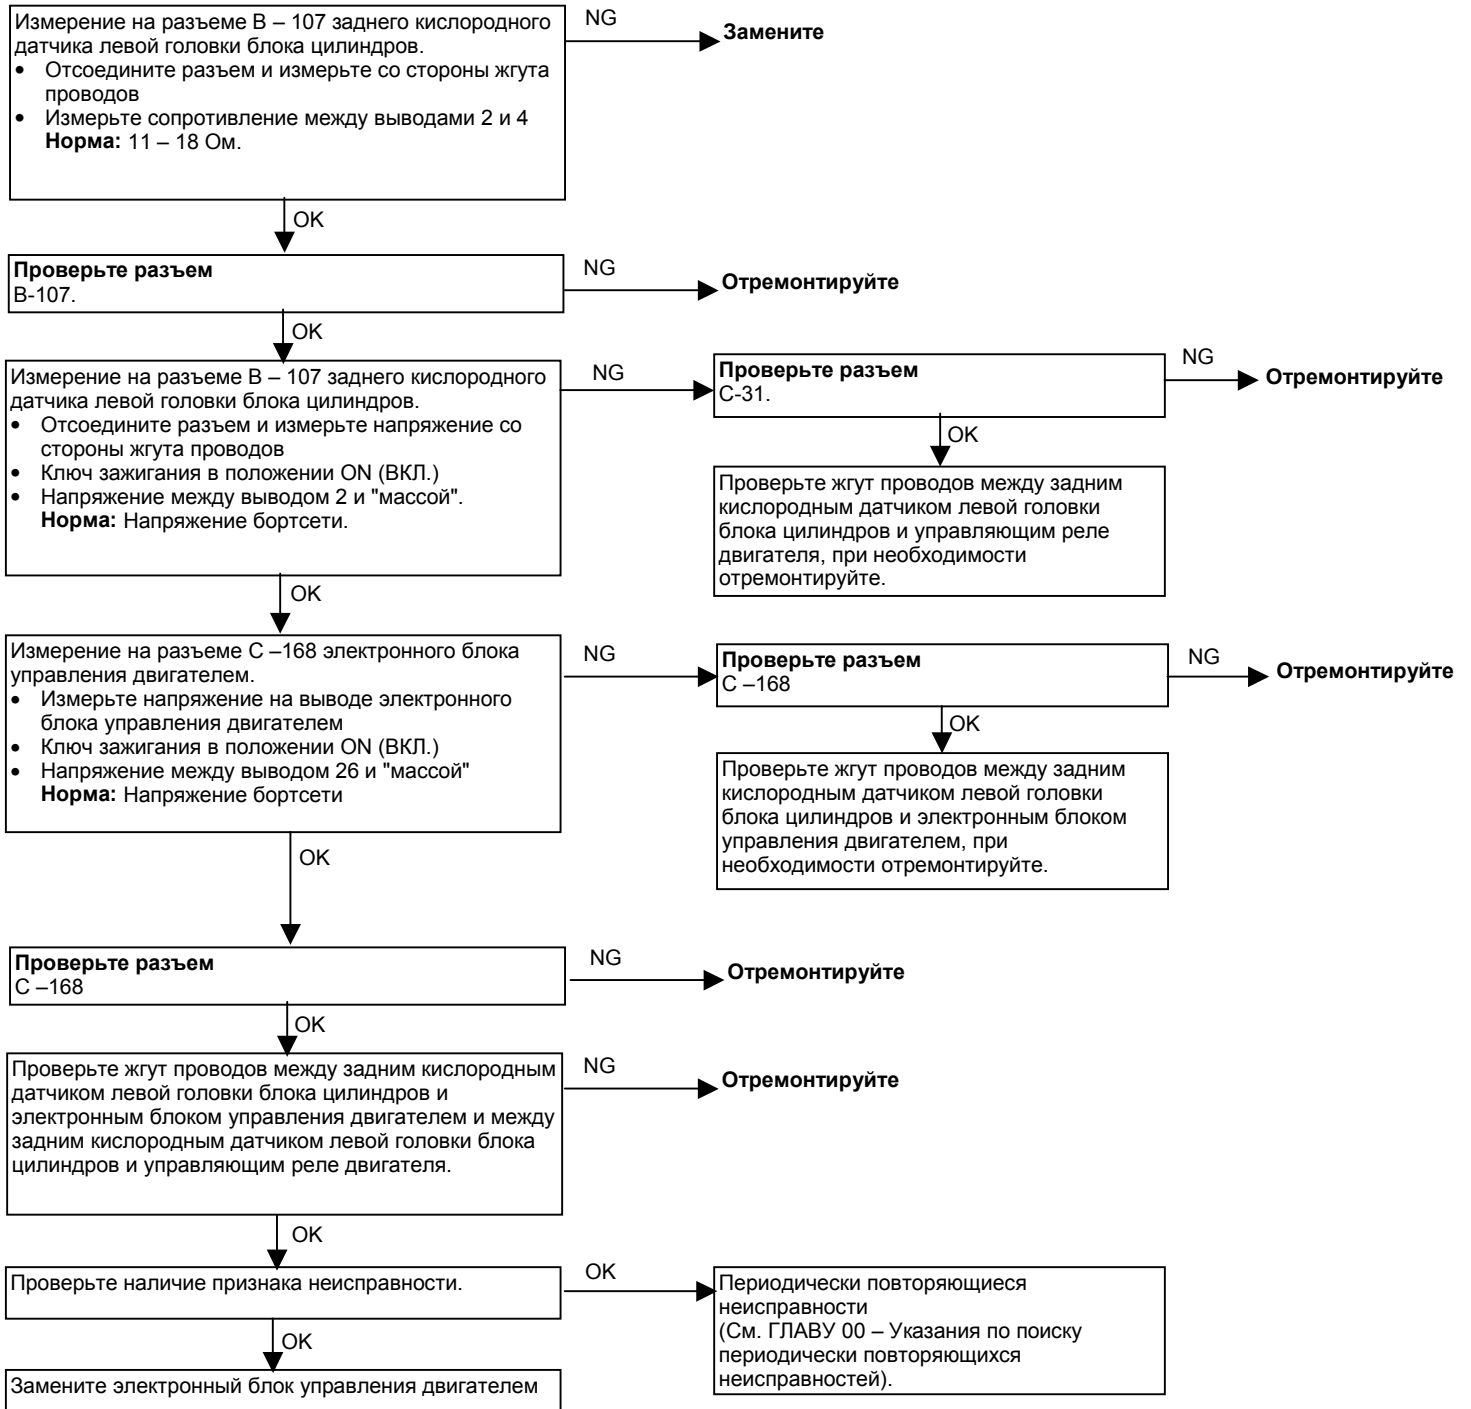 Измерение на разъеме В – 107 заднего кислородного
датчика левой головки блока цилиндров.
• Отсоедините разъем и измерьте со стороны жгута
проводов
• Измерьте сопротивление между выводами 2 и 4
Норма: 11 – 18 Ом.
NG
Замените
OK
Проверьте разъем
В-107.
NG
Отремонтируйте
OK
Измерение на разъеме В – 107 заднего кислородного
датчика левой головки блока цилиндров.
• Отсоедините разъем и измерьте напряжение со
стороны жгута проводов
• Ключ зажигания в положении ON (ВКЛ.)
• Напряжение между выводом 2 и "массой".
Норма: Напряжение бортсети.
NG
Проверьте разъем
С-31.
NG
Отремонтируйте
OK
Проверьте жгут проводов между задним
кислородным датчиком левой головки
блока цилиндров и управляющим реле
двигателя, при необходимости
отремонтируйте.
OK
Измерение на разъеме С –168 электронного блока
управления двигателем.
• Измерьте напряжение на выводе электронного
блока управления двигателем
• Ключ зажигания в положении ON (ВКЛ.)
• Напряжение между выводом 26 и "массой"
Норма: Напряжение бортсети
NG
Проверьте разъем
С –168
NG
Отремонтируйте
OK
Проверьте жгут проводов между задним
кислородным датчиком левой головки
блока цилиндров и электронным блоком
управления двигателем, при
необходимости отремонтируйте.
OK
Проверьте разъем
С –168
NG
Отремонтируйте
OK
Проверьте жгут проводов между задним кислородным
датчиком левой головки блока цилиндров и
электронным блоком управления двигателем и между
задним кислородным датчиком левой головки блока
цилиндров и управляющим реле двигателя.
NG
Отремонтируйте
OK
Проверьте наличие признака неисправности.
OK
Периодически повторяющиеся
неисправности
(См. ГЛАВУ 00 – Указания по поиску
периодически повторящихся
неисправностей).
OK
Замените электронный блок управления двигателем